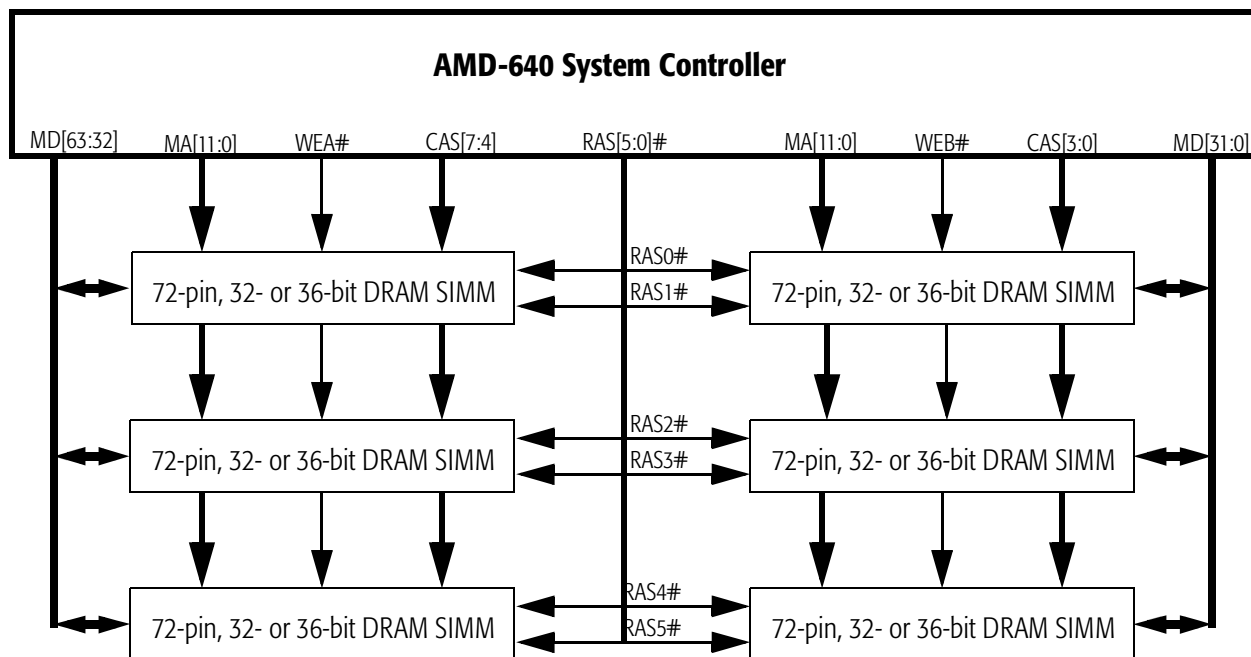 AMD-640 System Controller
MD[63:32] MA[11:0] WEA# CAS[7:4] RAS[5:0]# MA[11:0] WEB# CAS[3:0] MD[31:0]
RAS0#
72-pin, 32- or 36-bit DRAM SIMM 72-pin, 32- or 36-bit DRAM SIMM
RAS1#
RAS2#
72-pin, 32- or 36-bit DRAM SIMM 72-pin, 32- or 36-bit DRAM SIMM
RAS3#
RAS4#
72-pin, 32- or 36-bit DRAM SIMM 72-pin, 32- or 36-bit DRAM SIMM
RAS5#